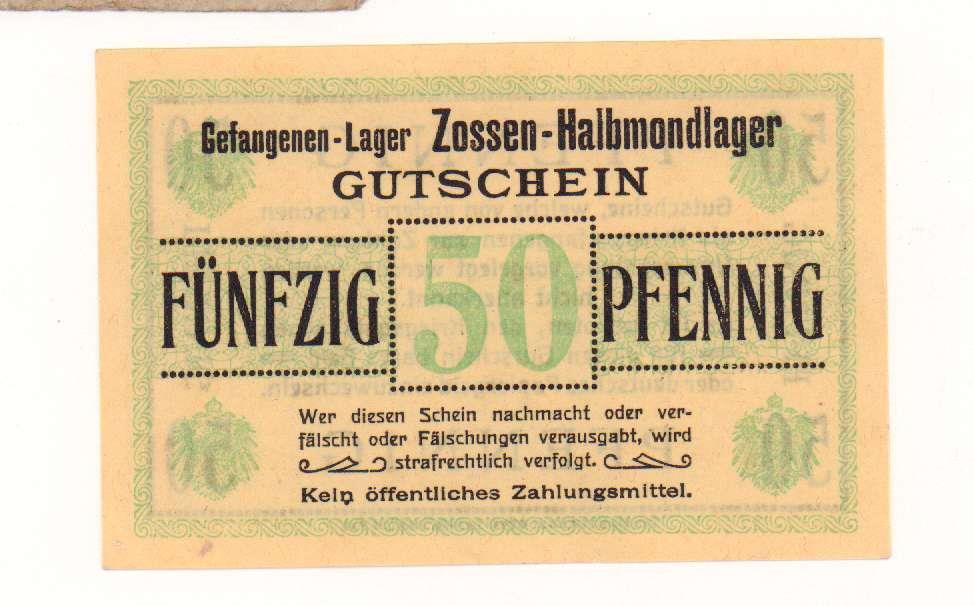 Gefangenen-Lager Zossen-Halbmondlager
GUTSCHEIN
FÜNFZIG 50 PFENNIG
Wer diesen Schein nachmacht oder ver-
fälscht oder Fälschungen verausgabt, wird
strafrechtlich verfolgt.
Kein öffentliches Zahlungsmittel.